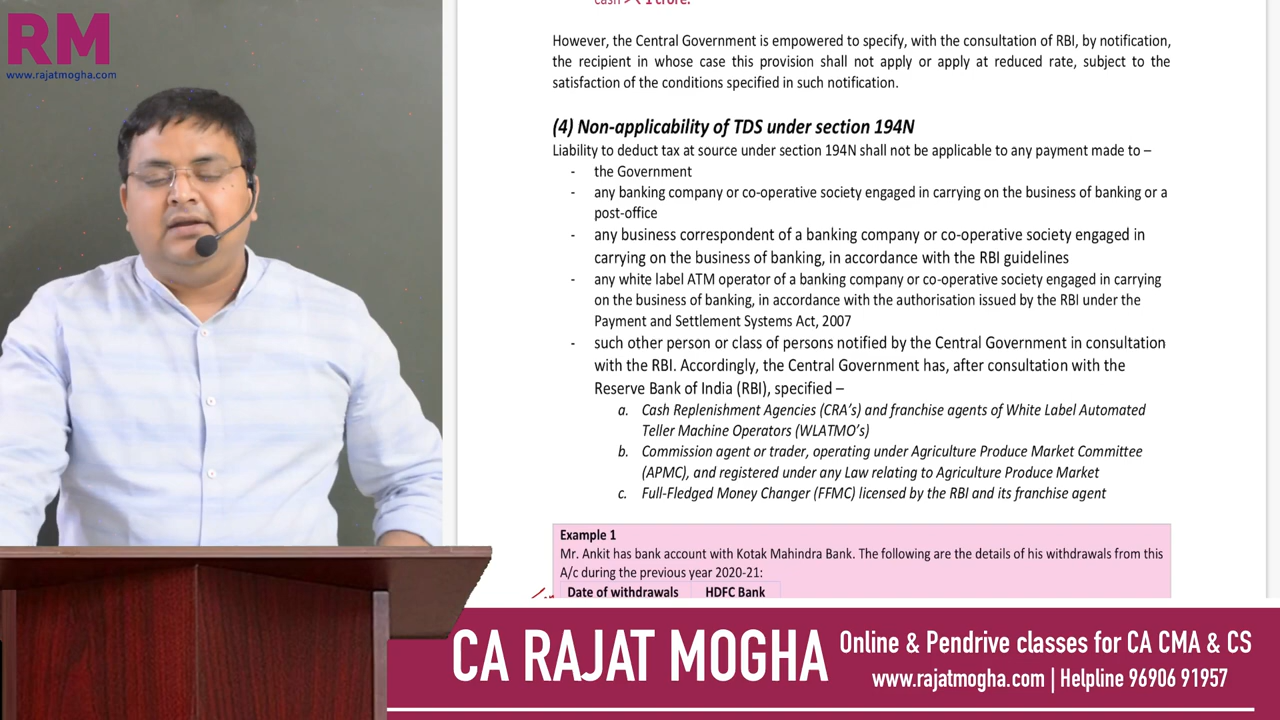 RM
www.rajatmogha.com
1 crore.
However, the Central Government is empowered to specify, with the consultation of RBI, by notification,
the recipient in whose case this provision shall not apply or apply at reduced rate, subject to the
satisfaction of the conditions specified in such notification.
(4) Non-applicability of TDS under section 194N
Liability to deduct tax at source under section 194N shall not be applicable to any payment made to –
- the Government
- any banking company or co-operative society engaged in carrying on the business of banking or a
post-office
- any business correspondent of a banking company or co-operative society engaged in
carrying on the business of banking, in accordance with the RBI guidelines
- any white label ATM operator of a banking company or co-operative society engaged in carrying
on the business of banking, in accordance with the authorisation issued by the RBI under the
Payment and Settlement Systems Act, 2007
- such other person or class of persons notified by the Central Government in consultation
with the RBI. Accordingly, the Central Government has, after consultation with the
Reserve Bank of India (RBI), specified –
a. Cash Replenishment Agencies (CRA's) and franchise agents of White Label Automated
Teller Machine Operators (WLATMO's)
b. Commission agent or trader, operating under Agriculture Produce Market Committee
(APMC), and registered under any Law relating to Agriculture Produce Market
c. Full-Fledged Money Changer (FFMC) licensed by the RBI and its franchise agent
Example 1
Mr. Ankit has bank account with Kotak Mahindra Bank. The following are the details of his withdrawals from this
A/c during the previous year 2020-21:
Date of withdrawals HDFC Bank
CA RAJAT MOGHA
Online & Pendrive classes for CA CMA & CS
www.rajatmogha.com | Helpline 96906 91957